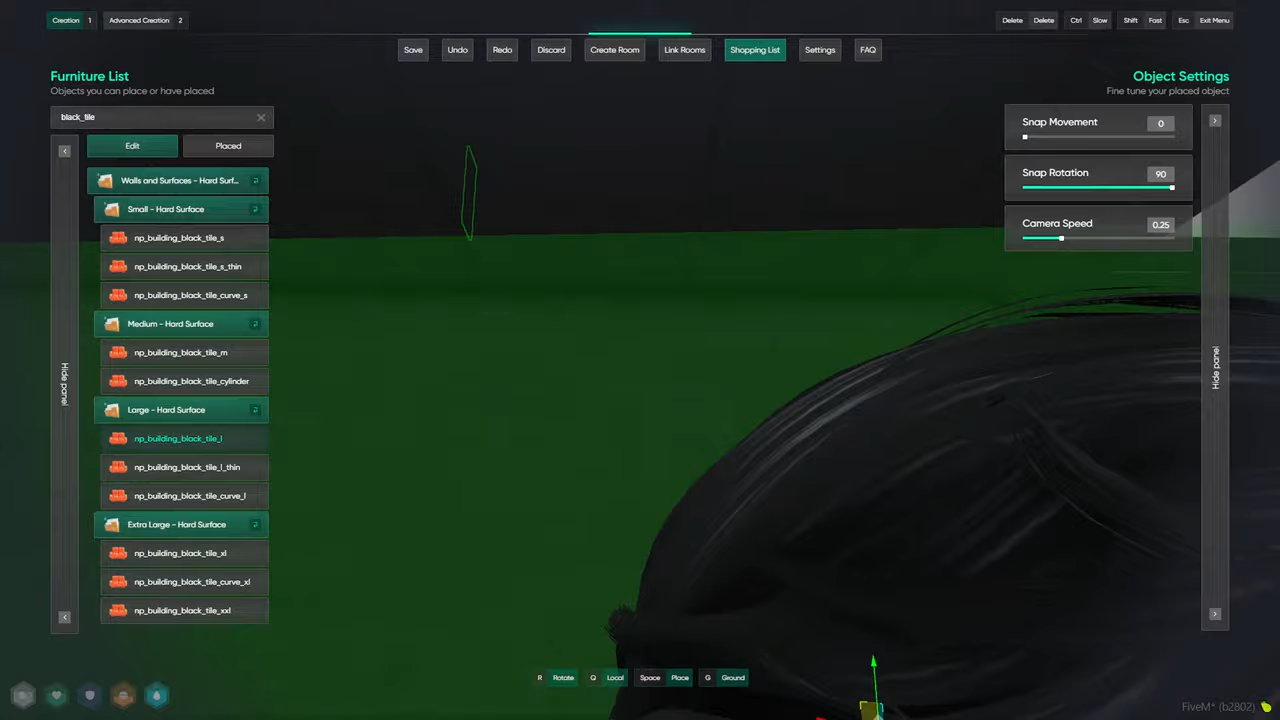 Creation 1 Advanced Creation 2
Delete Delete Ctrl Slow Shift Fast Esc Exit Menu
Save Undo Redo Discard Create Room Link Rooms Shopping List Settings FAQ
Furniture List
Objects you can place or have placed
black_tile
Edit Placed
Walls and Surfaces - Hard Surf...
Small - Hard Surface
np_building_black_tile_s
np_building_black_tile_s_thin
np_building_black_tile_curve_s
Medium - Hard Surface
np_building_black_tile_m
np_building_black_tile_cylinder
Large - Hard Surface
np_building_black_tile_l
np_building_black_tile_l_thin
np_building_black_tile_curve_l
Extra Large - Hard Surface
np_building_black_tile_xl
np_building_black_tile_curve_xl
np_building_black_tile_xxl
Hide panel
Object Settings
Fine tune your placed object
Snap Movement 0
Snap Rotation 90
Camera Speed 0.25
Hide panel
R Rotate Q Local Space Place G Ground
FiveM* (b2802)